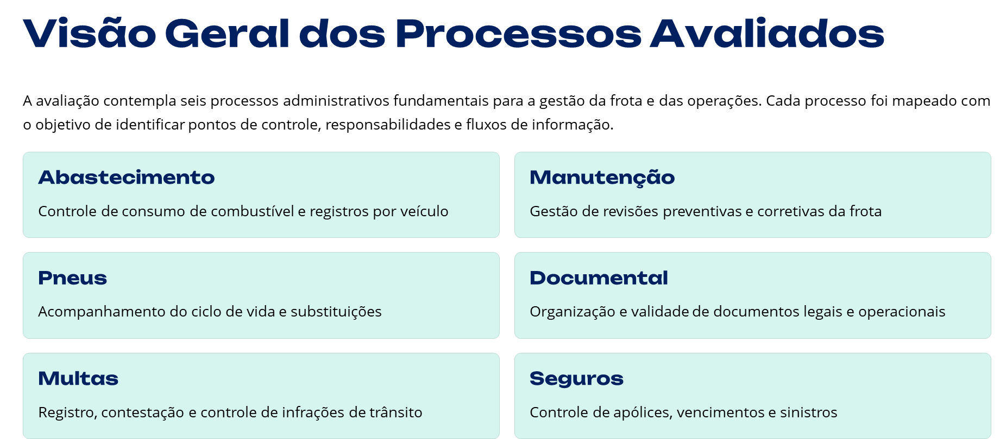 Visão Geral dos Processos Avaliados
A avaliação contempla seis processos administrativos fundamentais para a gestão da frota e das operações. Cada processo foi mapeado com
o objetivo de identificar pontos de controle, responsabilidades e fluxos de informação.
Abastecimento
Controle de consumo de combustível e registros por veículo
Manutenção
Gestão de revisões preventivas e corretivas da frota
Pneus
Acompanhamento do ciclo de vida e substituições
Documental
Organização e validade de documentos legais e operacionais
Multas
Registro, contestação e controle de infrações de trânsito
Seguros
Controle de apólices, vencimentos e sinistros